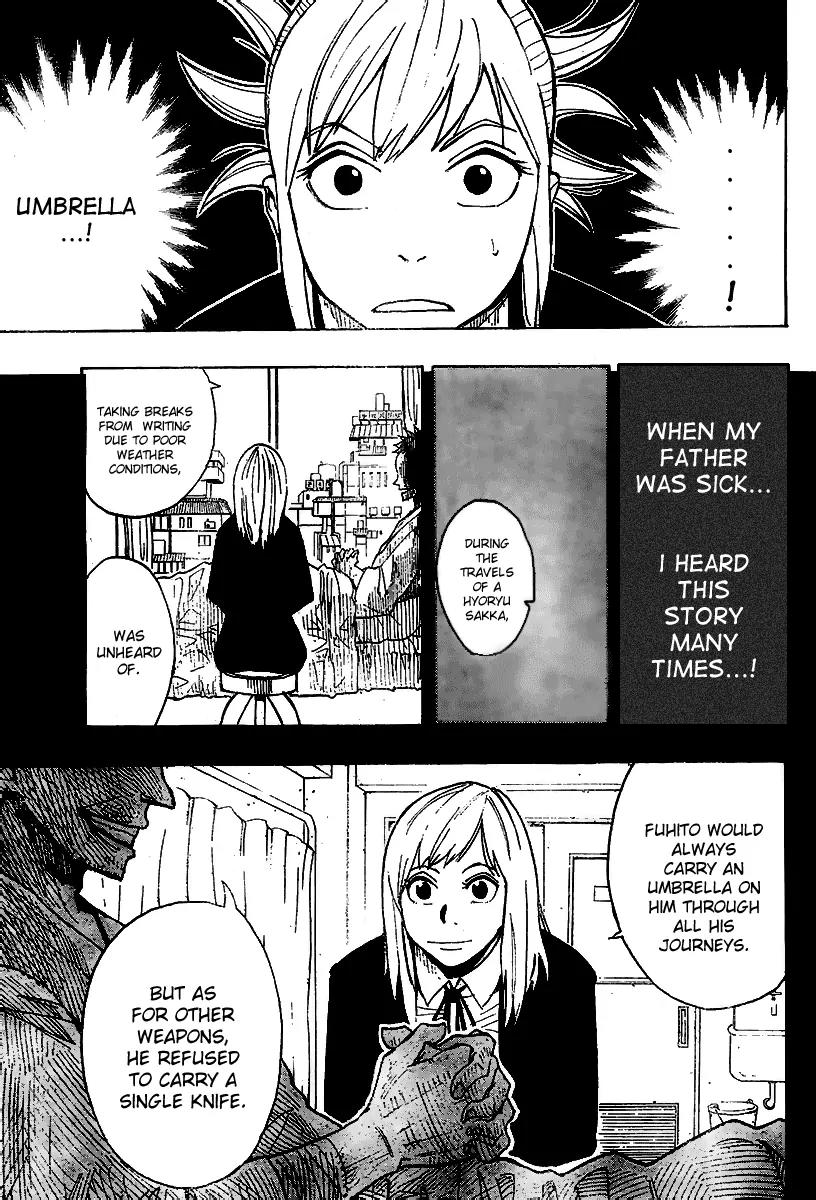 . . . . . . !
UMBRELLA
...!
WHEN MY
FATHER
WAS SICK...
I HEARD
THIS
STORY
MANY
TIMES...!
DURING
THE
TRAVELS
OF A
HYORYU
SAKKA,
TAKING BREAKS
FROM WRITING
DUE TO POOR
WEATHER
CONDITIONS,
WAS
UNHEARD
OF.
FUHITO WOULD
ALWAYS
CARRY AN
UMBRELLA ON
HIM THROUGH
ALL HIS
JOURNEYS.
BUT AS
FOR OTHER
WEAPONS,
HE REFUSED
TO CARRY A
SINGLE KNIFE.